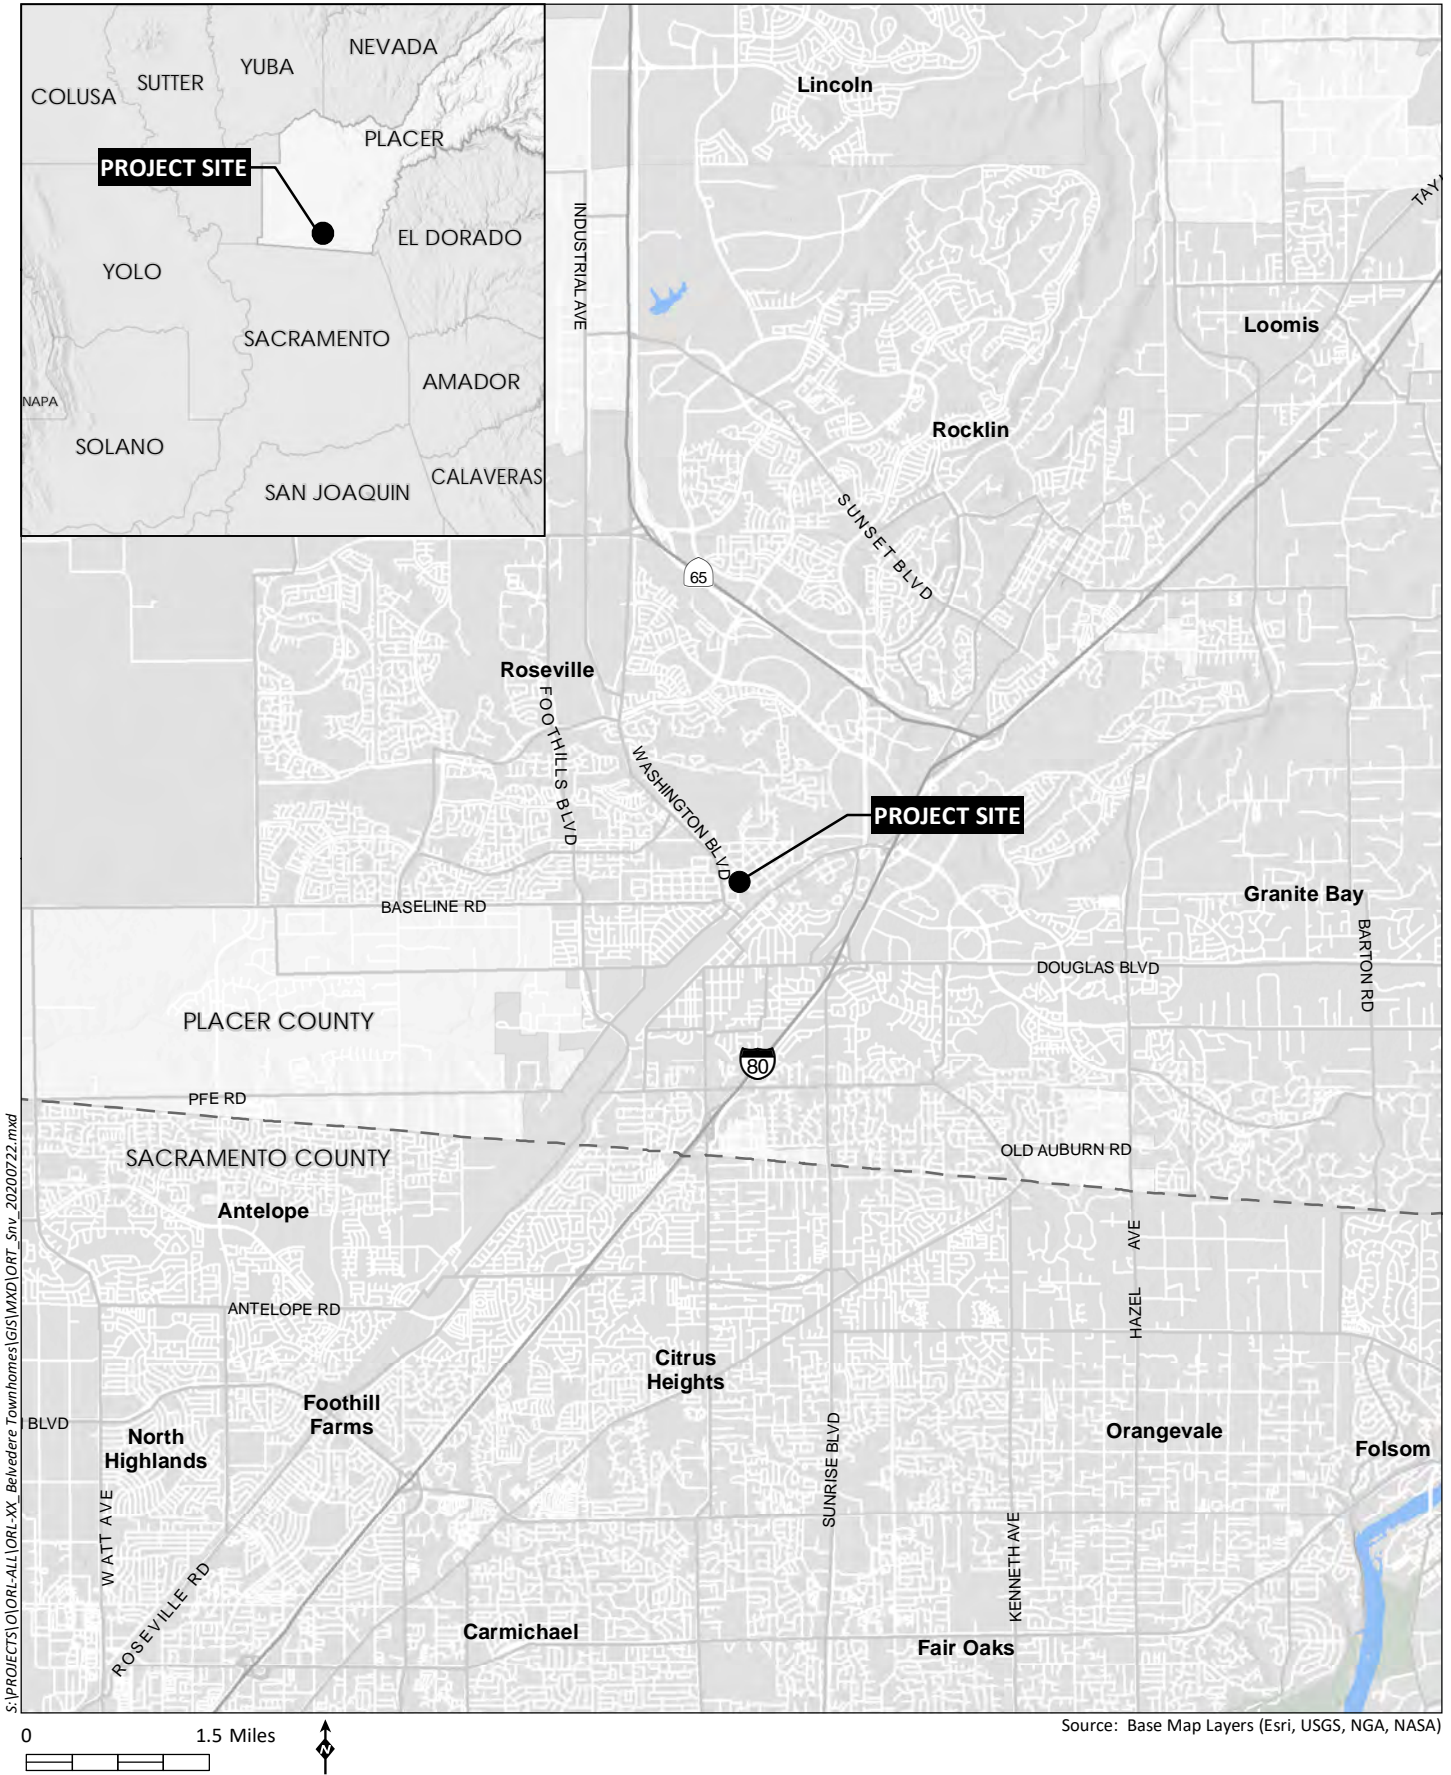 NEVADA
YUBA
SUTTER
COLUSA
PLACER
PROJECT SITE
EL DORADO
YOLO
SACRAMENTO
AMADOR
NAPA
SOLANO
CALAVERAS
SAN JOAQUIN
Lincoln
INDUSTRIAL AVE
Loomis
Rocklin
SUNSET BLVD
65
Roseville
FOOTHILLS BLVD
WASHINGTON BLVD
PROJECT SITE
Granite Bay
BASELINE RD
BARTON RD
DOUGLAS BLVD
PLACER COUNTY
80
PFE RD
OLD AUBURN RD
SACRAMENTO COUNTY
Antelope
HAZEL AVE
ANTELOPE RD
Citrus
Heights
Foothill
Farms
BLVD
North
Highlands
Orangevale
Folsom
SUNRISE BLVD
WATT AVE
KENNETH AVE
ROSEVILLE RD
Carmichael
Fair Oaks
S:\PROJECTS\O\ORL-ALL\ORL-XX_Belvedere Townhomes\GIS\MXD\ORT_Snv_20200722.mxd
0 1.5 Miles
N
Source: Base Map Layers (Esri, USGS, NGA, NASA)